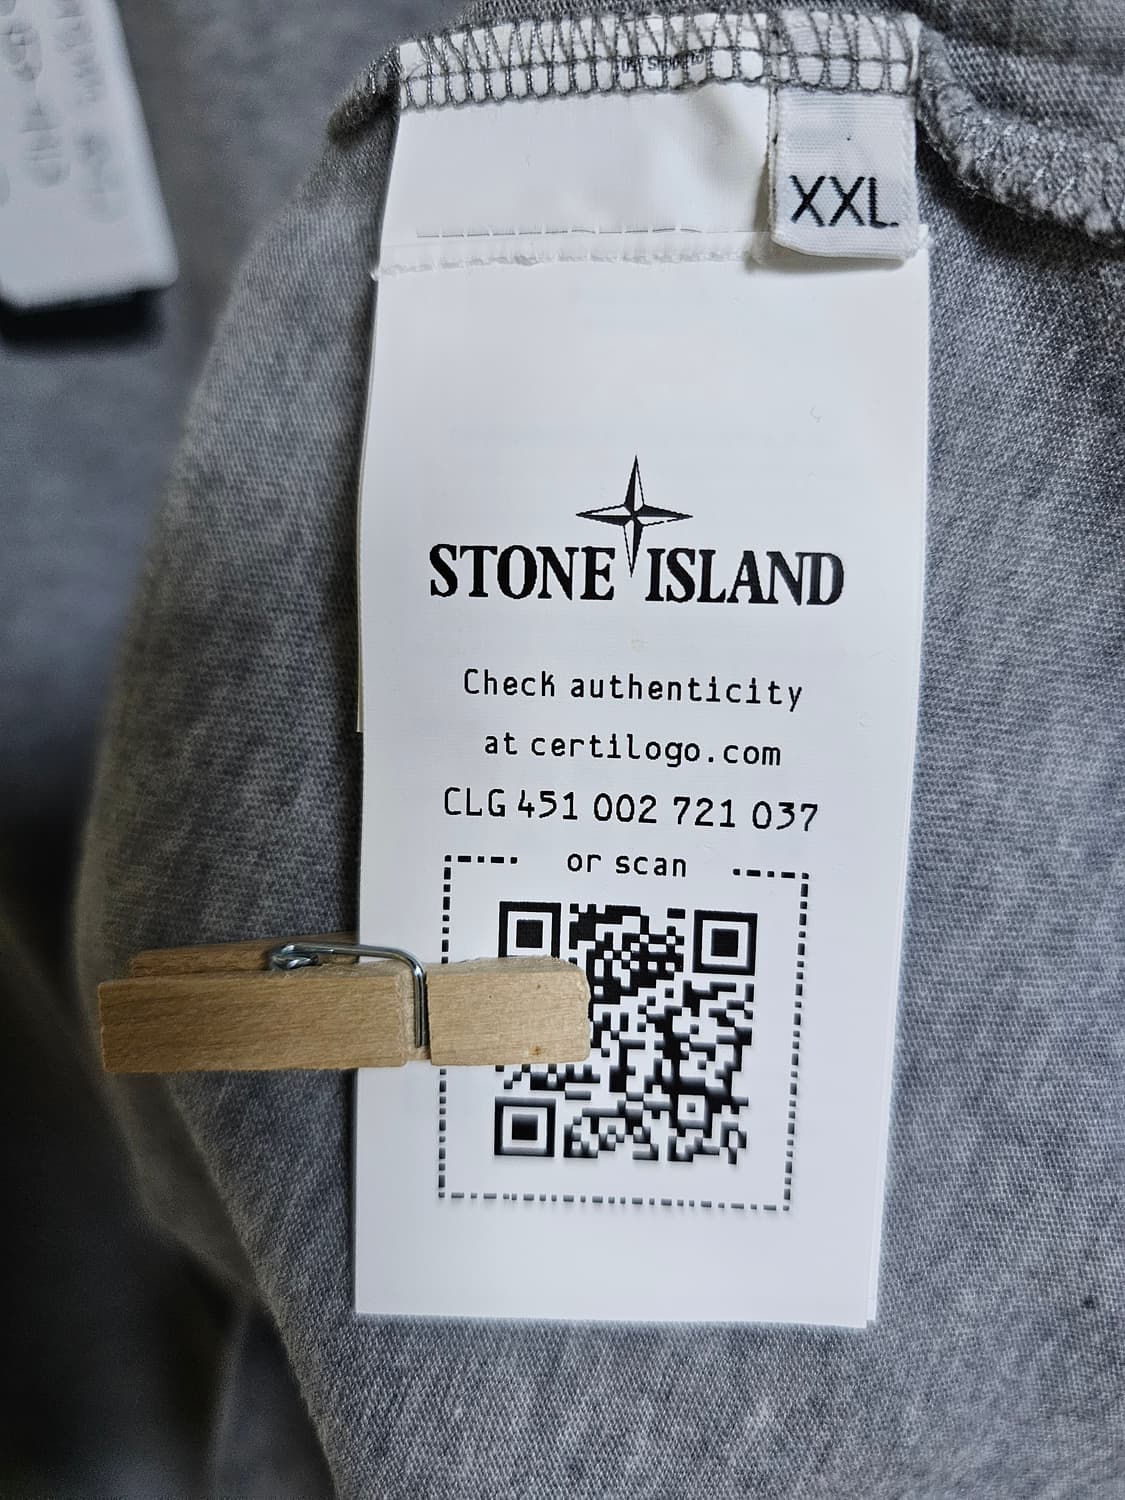 XXL
STONE ISLAND
Check authenticity
at certilogo.com
CLG 451 002 721 037
or scan